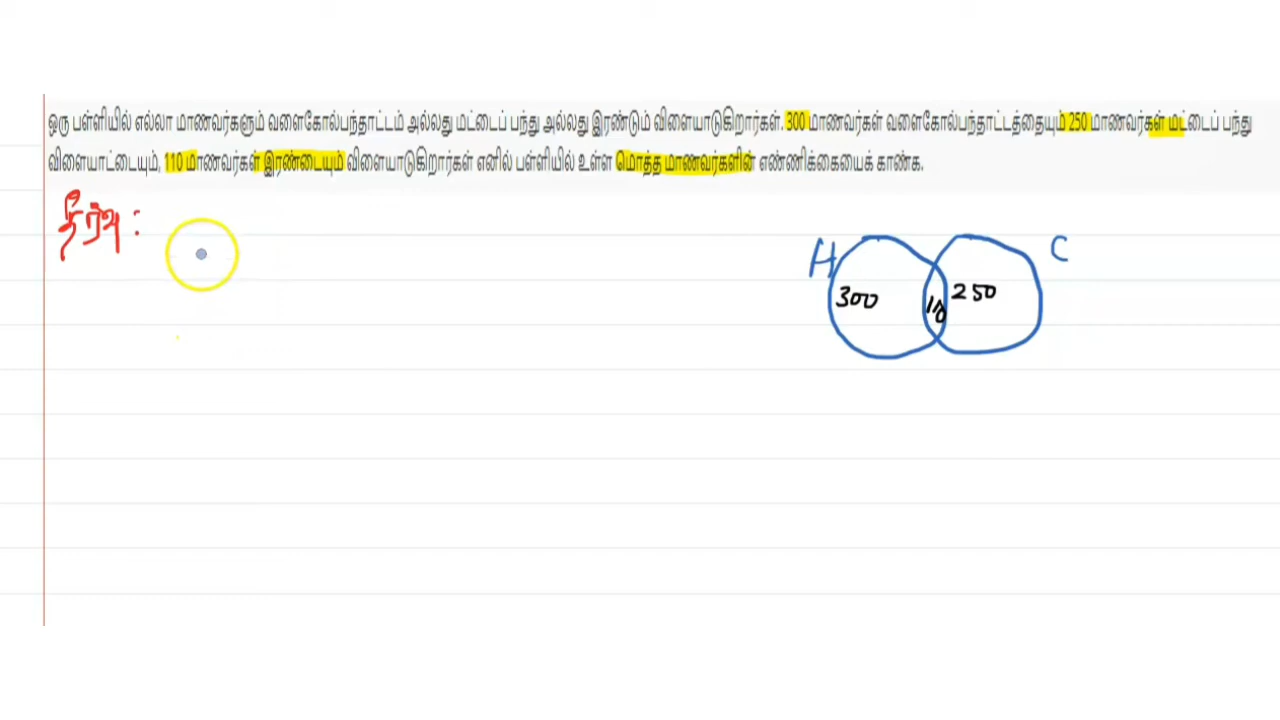 ஒரு பள்ளியில் எல்லா மாணவர்களும் வளைகோல்பந்தாட்டம் அல்லது மட்டைப் பந்து அல்லது இரண்டும் விளையாடுகிறார்கள். 300 மாணவர்கள் வளைகோல்பந்தாட்டத்தையும் 250 மாணவர்கள் மட்டைப் பந்து
விளையாட்டையும், 110 மாணவர்கள் இரண்டையும் விளையாடுகிறார்கள் எனில் பள்ளியில் உள்ள மொத்த மாணவர்களின் எண்ணிக்கையைக் காண்க.
தீர்வு :
H C
300 110 250